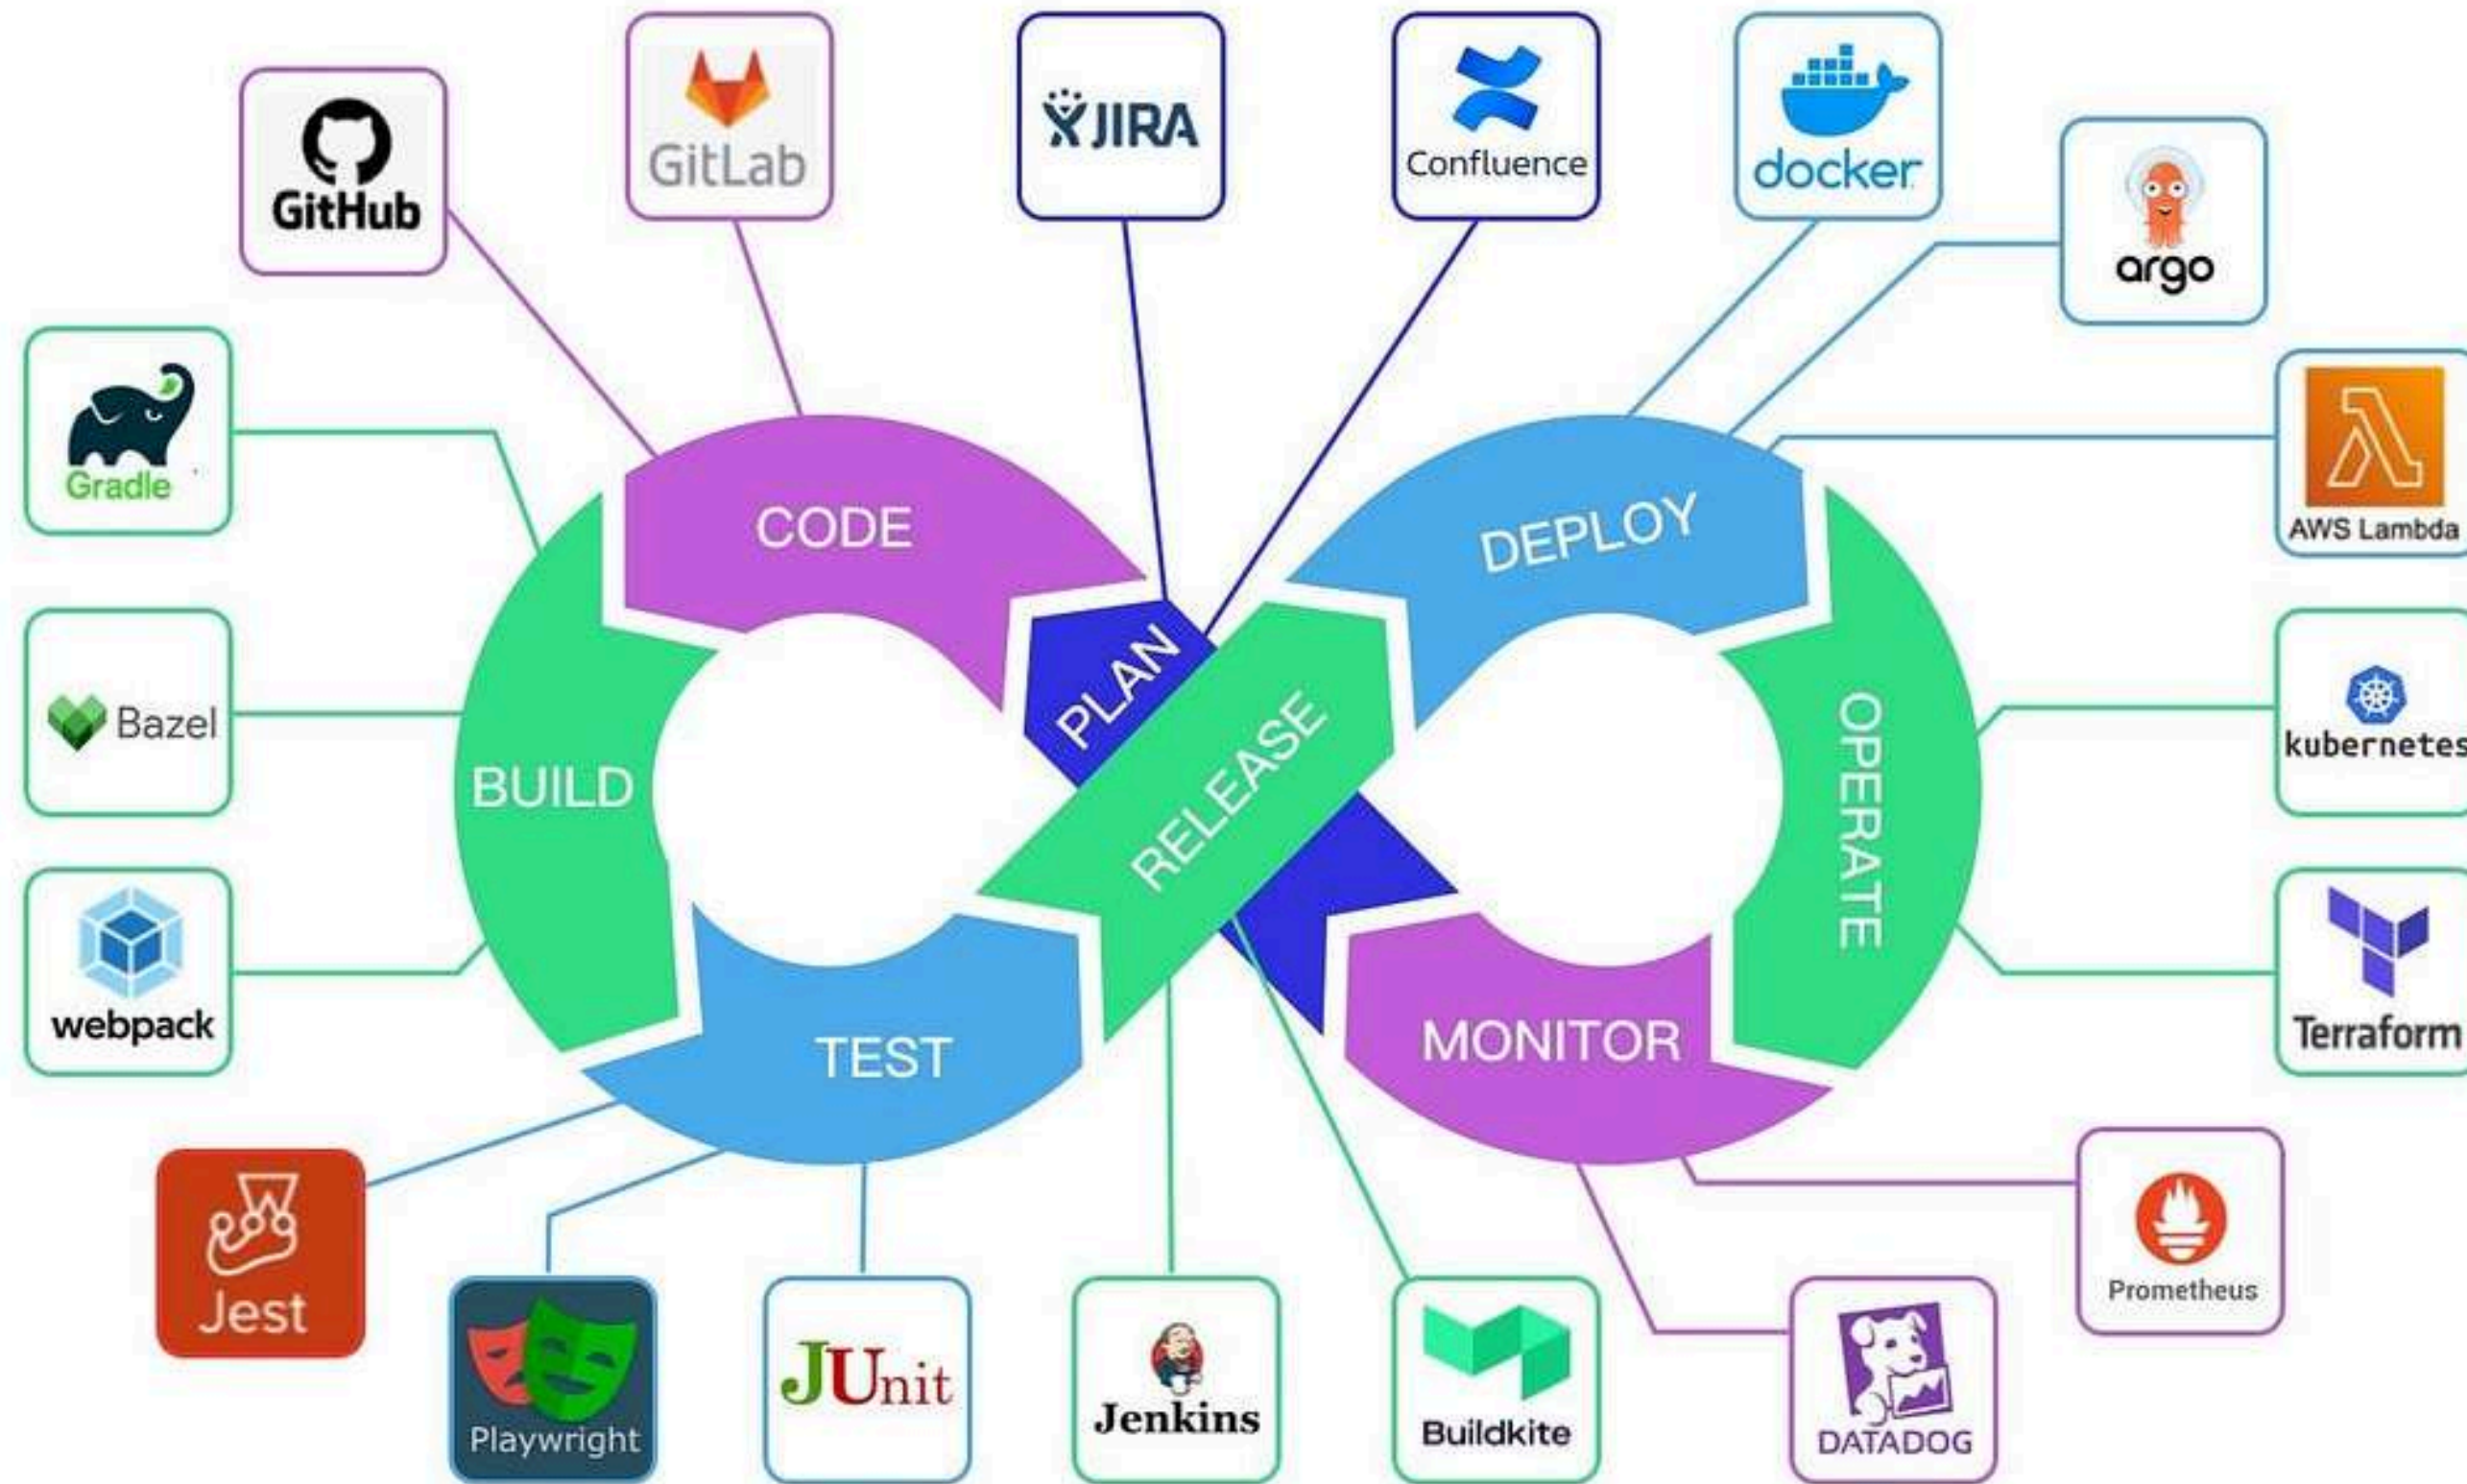 GitHub
GitLab
JIRA
Confluence
docker
argo
Gradle
AWS Lambda
CODE
DEPLOY
PLAN
Bazel
BUILD
RELEASE
OPERATE
kubernetes
webpack
TEST
MONITOR
Terraform
Jest
Playwright
JUnit
Jenkins
Buildkite
DATADOG
Prometheus